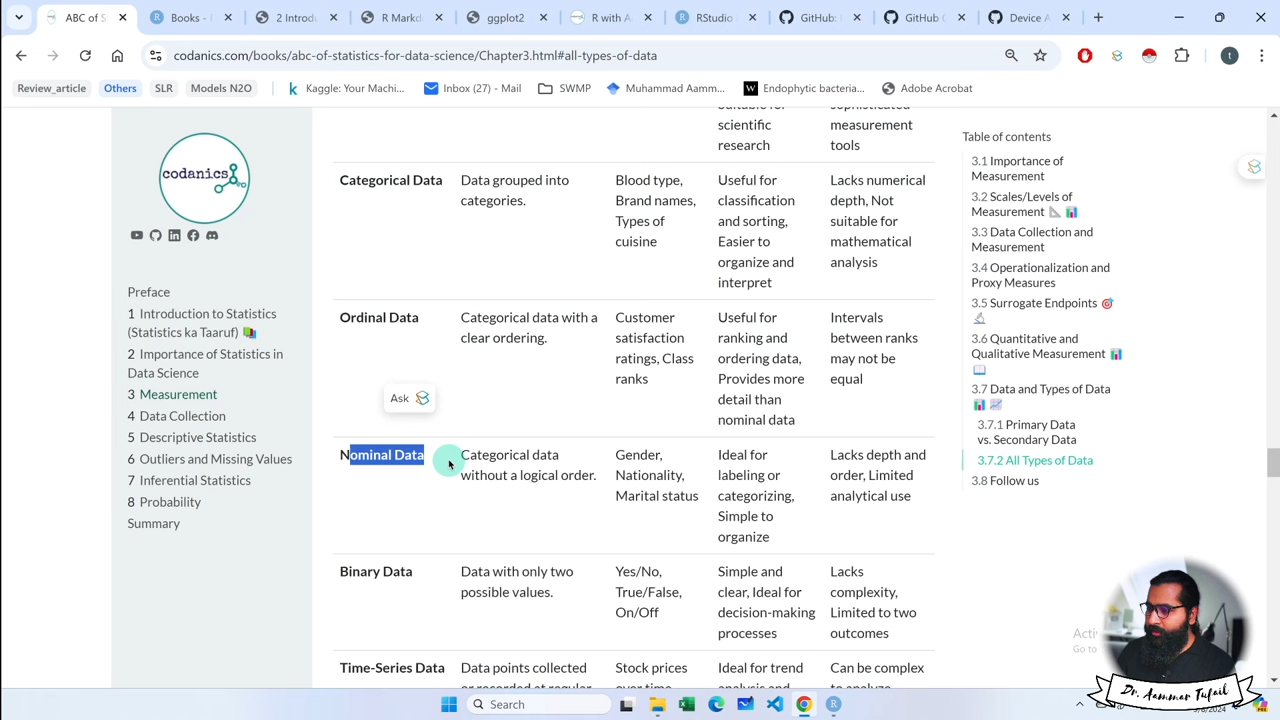 ABC of S
Books - 
2 Introdu
R Markd
ggplot2
R with A
RStudio
GitHub:
GitHub C
Device A
codanics.com/books/abc-of-statistics-for-data-science/Chapter3.html#all-types-of-data
t
Review_article
Others
SLR
Models N2O
Kaggle: Your Machi...
Inbox (27) - Mail
SWMP
Muhammad Aamm...
Endophytic bacteria...
Adobe Acrobat
codanics
Preface
1 Introduction to Statistics
(Statistics ka Taaruf)
2 Importance of Statistics in
Data Science
3 Measurement
4 Data Collection
5 Descriptive Statistics
6 Outliers and Missing Values
7 Inferential Statistics
8 Probability
Summary
suitable for
scientific
research
sophisticated
measurement
tools
Categorical Data
Data grouped into
categories.
Blood type,
Brand names,
Types of
cuisine
Useful for
classification
and sorting,
Easier to
organize and
interpret
Lacks numerical
depth, Not
suitable for
mathematical
analysis
Ordinal Data
Categorical data with a
clear ordering.
Customer
satisfaction
ratings, Class
ranks
Useful for
ranking and
ordering data,
Provides more
detail than
nominal data
Intervals
between ranks
may not be
equal
Ask
Nominal Data
Categorical data
without a logical order.
Gender,
Nationality,
Marital status
Ideal for
labeling or
categorizing,
Simple to
organize
Lacks depth and
order, Limited
analytical use
Binary Data
Data with only two
possible values.
Yes/No,
True/False,
On/Off
Simple and
clear, Ideal for
decision-making
processes
Lacks
complexity,
Limited to two
outcomes
Time-Series Data
Data points collected
Stock prices
over time
Ideal for trend
analysis and
Can be complex
to analyze
Table of contents
3.1 Importance of
Measurement
3.2 Scales/Levels of
Measurement
3.3 Data Collection and
Measurement
3.4 Operationalization and
Proxy Measures
3.5 Surrogate Endpoints
3.6 Quantitative and
Qualitative Measurement
3.7 Data and Types of Data
3.7.1 Primary Data
vs. Secondary Data
3.7.2 All Types of Data
3.8 Follow us
Acti
Go to
Dr. Aammar Tufail
Search